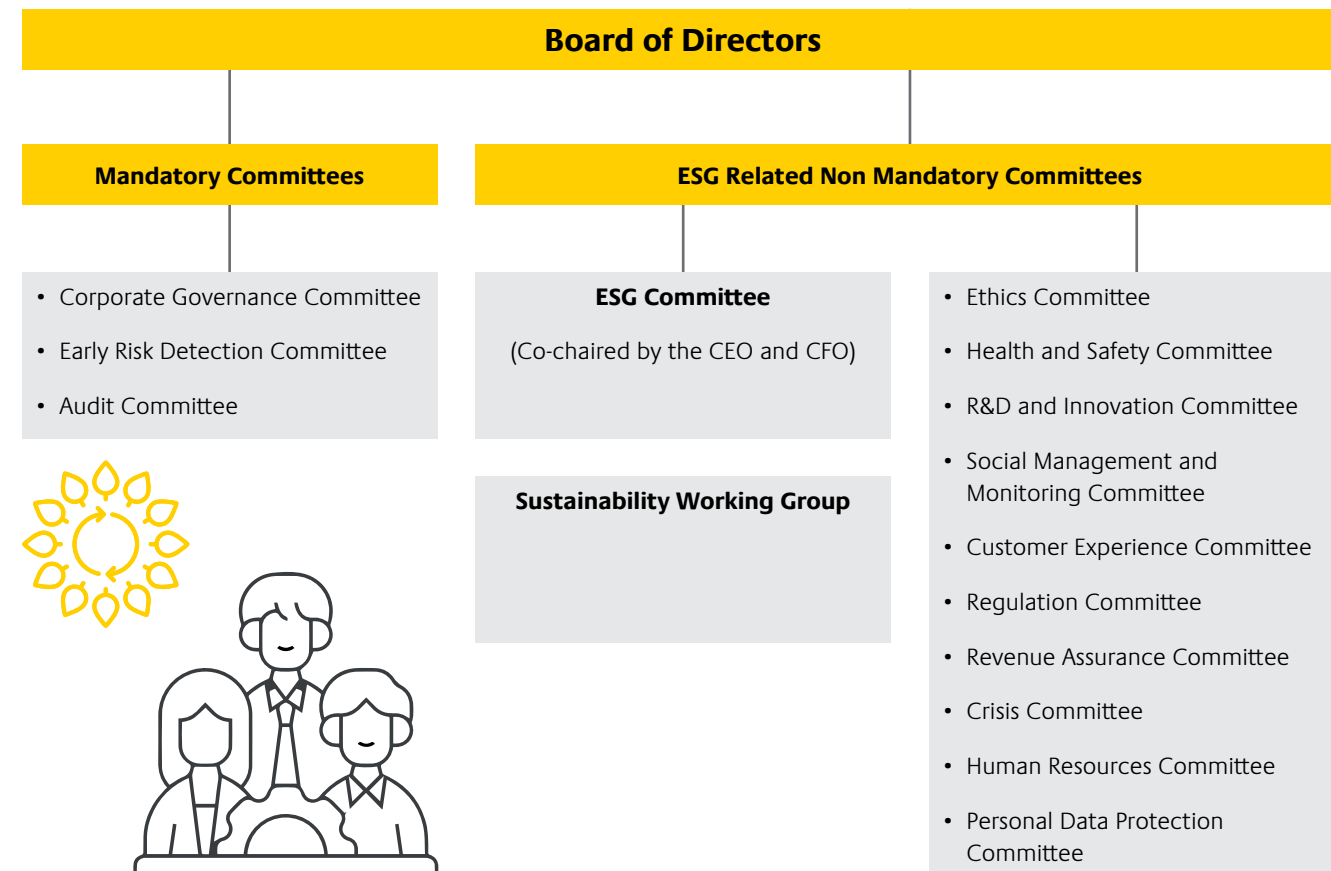 Board of Directors
Mandatory Committees
• Corporate Governance Committee
• Early Risk Detection Committee
• Audit Committee
ESG Related Non Mandatory Committees
ESG Committee
(Co-chaired by the CEO and CFO)
Sustainability Working Group
• Ethics Committee
• Health and Safety Committee
• R&D and Innovation Committee
• Social Management and
Monitoring Committee
• Customer Experience Committee
• Regulation Committee
• Revenue Assurance Committee
• Crisis Committee
• Human Resources Committee
• Personal Data Protection
Committee